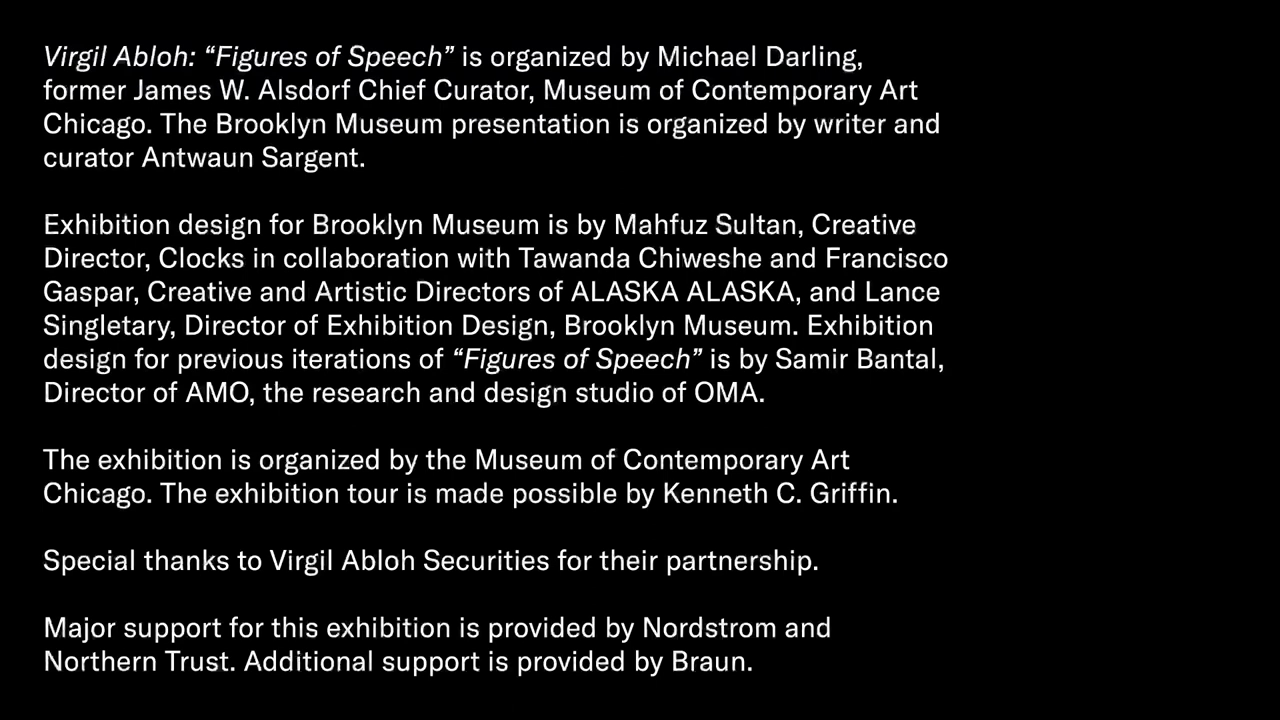 Virgil Abloh: “Figures of Speech” is organized by Michael Darling,
former James W. Alsdorf Chief Curator, Museum of Contemporary Art
Chicago. The Brooklyn Museum presentation is organized by writer and
curator Antwaun Sargent.
Exhibition design for Brooklyn Museum is by Mahfuz Sultan, Creative
Director, Clocks in collaboration with Tawanda Chiweshe and Francisco
Gaspar, Creative and Artistic Directors of ALASKA ALASKA, and Lance
Singletary, Director of Exhibition Design, Brooklyn Museum. Exhibition
design for previous iterations of “Figures of Speech” is by Samir Bantal,
Director of AMO, the research and design studio of OMA.
The exhibition is organized by the Museum of Contemporary Art
Chicago. The exhibition tour is made possible by Kenneth C. Griffin.
Special thanks to Virgil Abloh Securities for their partnership.
Major support for this exhibition is provided by Nordstrom and
Northern Trust. Additional support is provided by Braun.